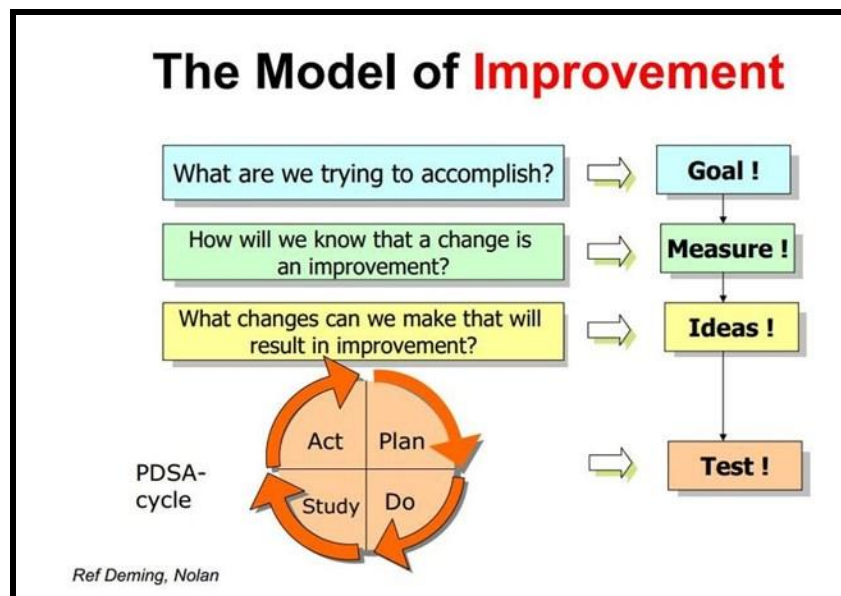 The Model of Improvement
What are we trying to accomplish?
Goal !
How will we know that a change is
an improvement?
Measure !
What changes can we make that will
result in improvement?
Ideas !
Act
Plan
PDSA-
cycle
Study
Do
Test !
Ref Deming, Nolan